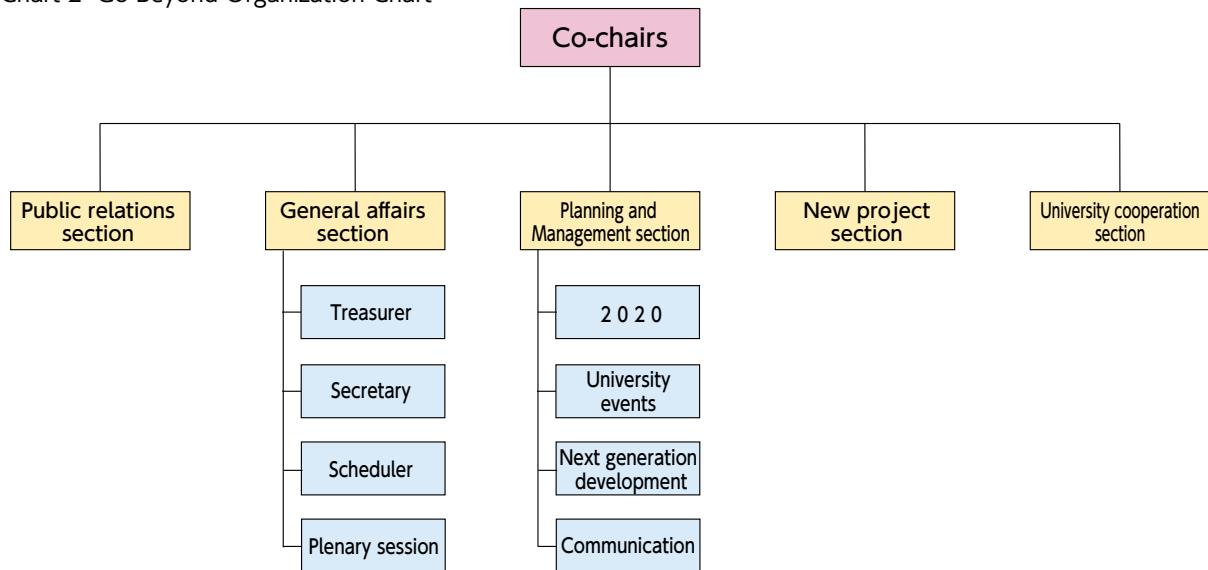 Chart 2 Go Beyond Organization Chart
Co-chairs
Public relations
section
General affairs
section
Planning and
Management section
New project
section
University cooperation
section
Treasurer
Secretary
Scheduler
Plenary session
2 0 2 0
University
events
Next generation
development
Communication